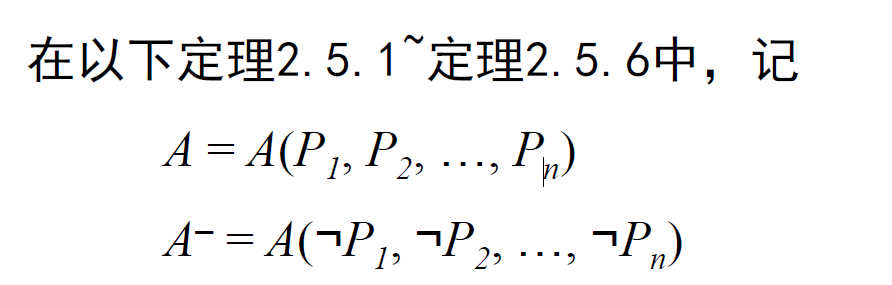 在以下定理2.5.1~定理2.5.6中，记
A = A(P1, P2, …, Pn)
A− = A(¬P1, ¬P2, …, ¬Pn)